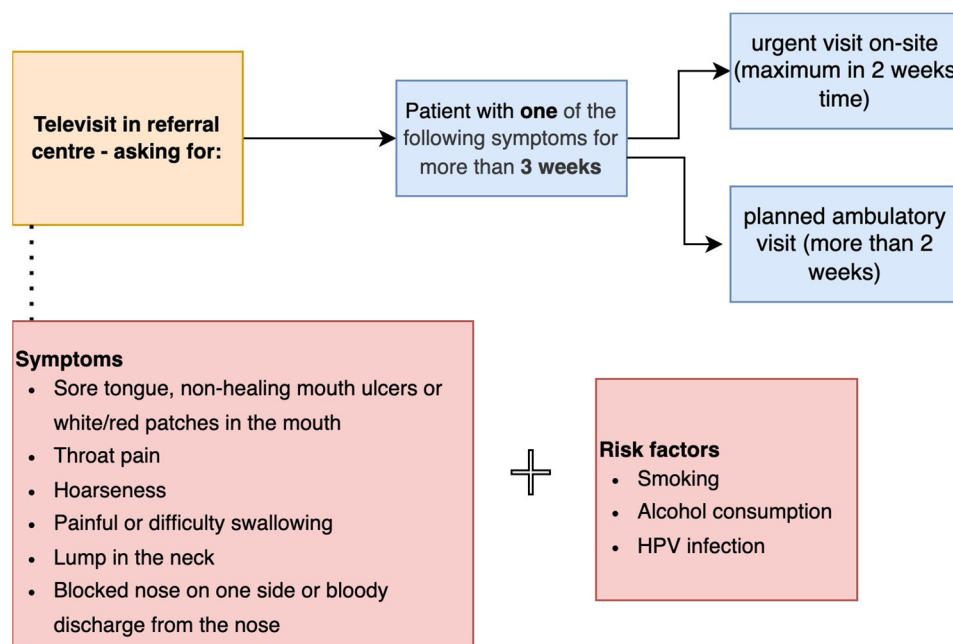 Televisit in referral
centre - asking for:
Patient with one of the
following symptoms for
more than 3 weeks
urgent visit on-site
(maximum in 2 weeks
time)
planned ambulatory
visit (more than 2
weeks)
Symptoms
• Sore tongue, non-healing mouth ulcers or
white/red patches in the mouth
• Throat pain
• Hoarseness
• Painful or difficulty swallowing
• Lump in the neck
• Blocked nose on one side or bloody
discharge from the nose
Risk factors
• Smoking
• Alcohol consumption
• HPV infection